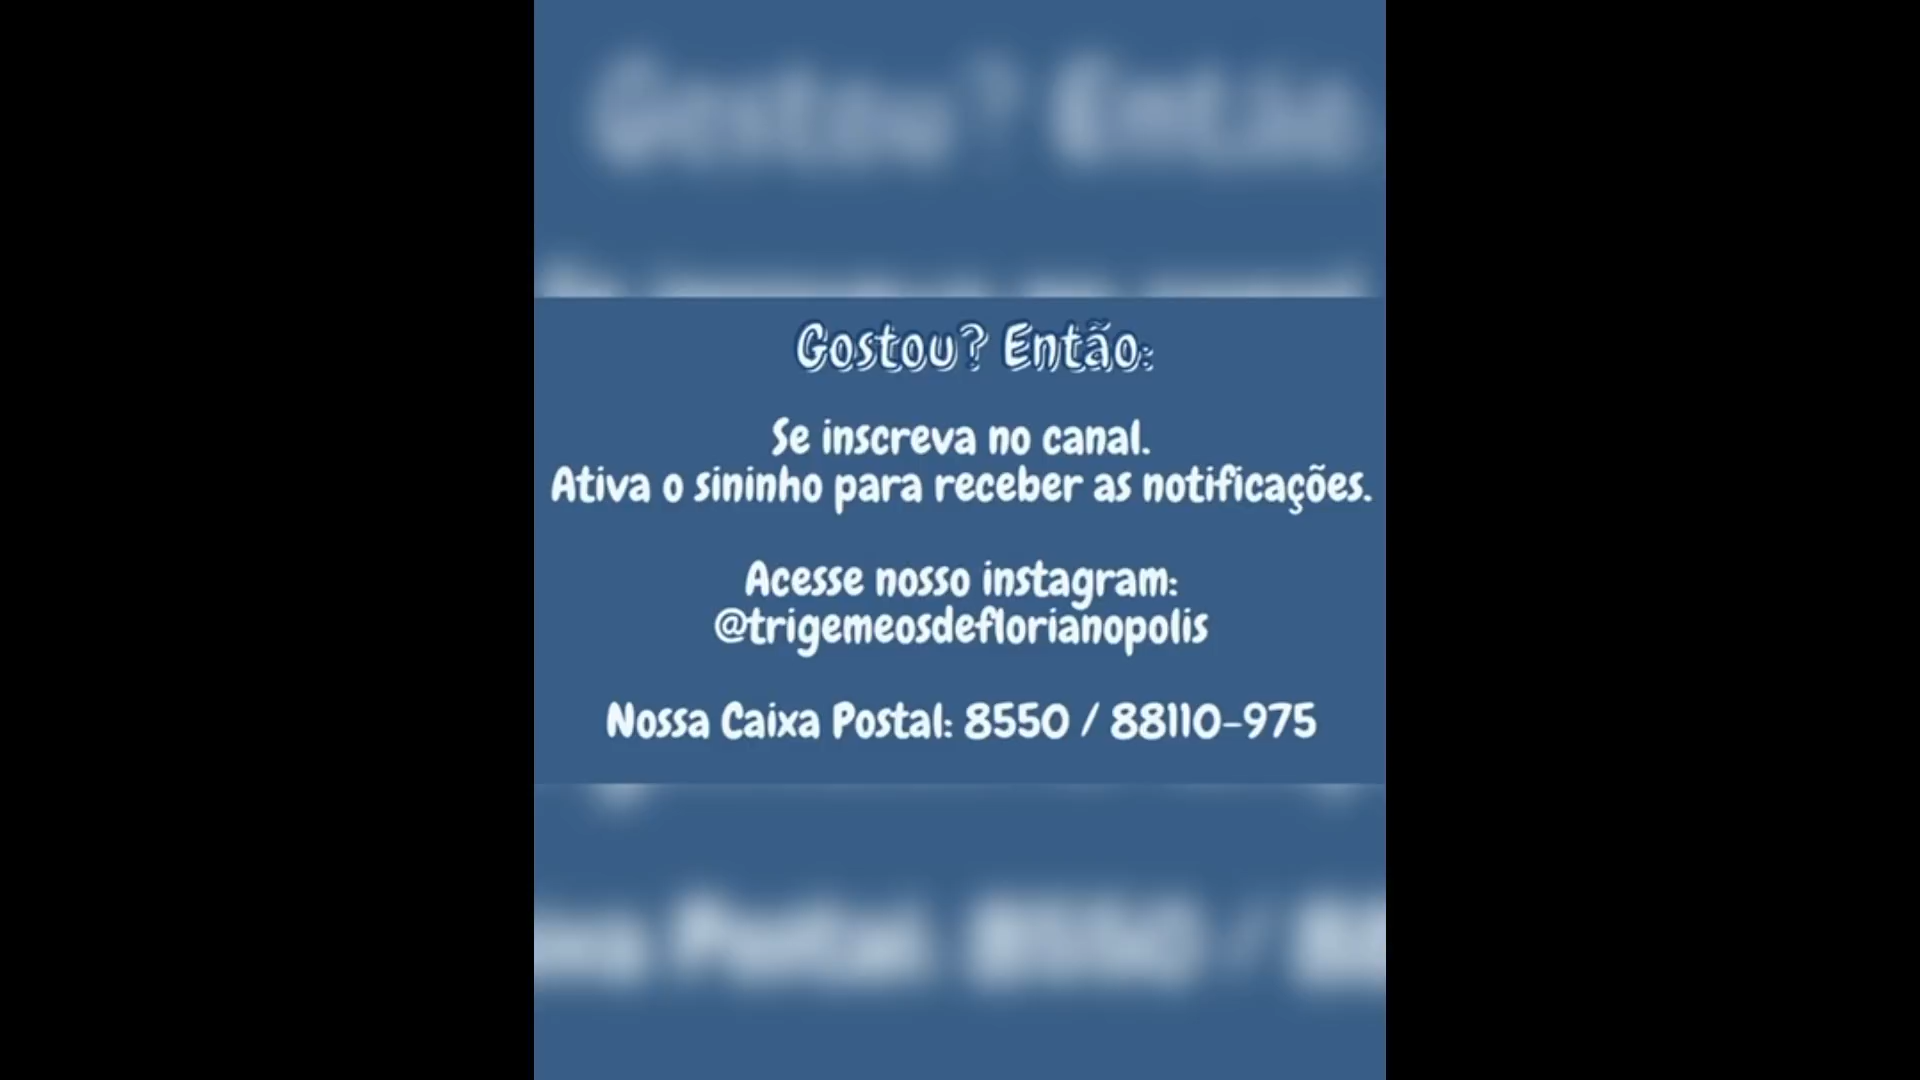 Gostou? Então:
Se inscreva no canal.
Ativa o sininho para receber as notificações.
Acesse nosso instagram:
@trigemeosdeflorianopolis
Nossa Caixa Postal: 8550 / 88110-975